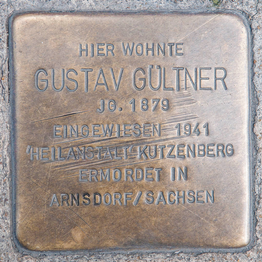 HIER WOHNTE
GUSTAV GÜLTNER
JG. 1879
EINGEWIESEN 1941
'HEILANSTALT' KUTZENBERG
ERMORDET IN
ARNSDORF/SACHSEN